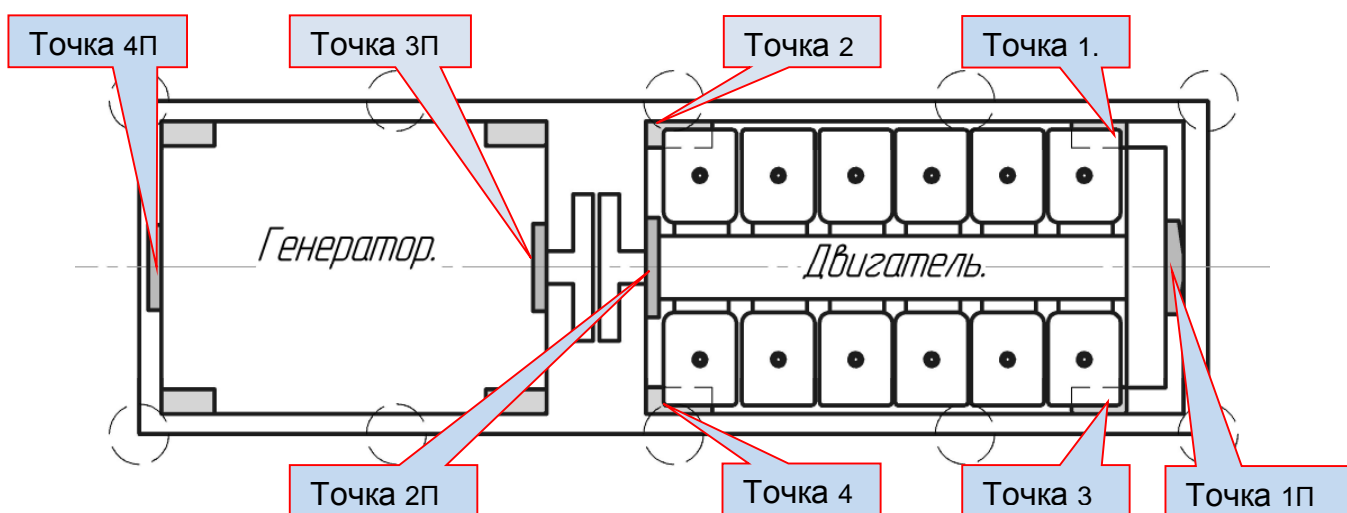 Точка 4П
Точка 3П
Точка 2
Точка 1.
Генератор.
Двигатель.
Точка 2П
Точка 4
Точка 3
Точка 1П